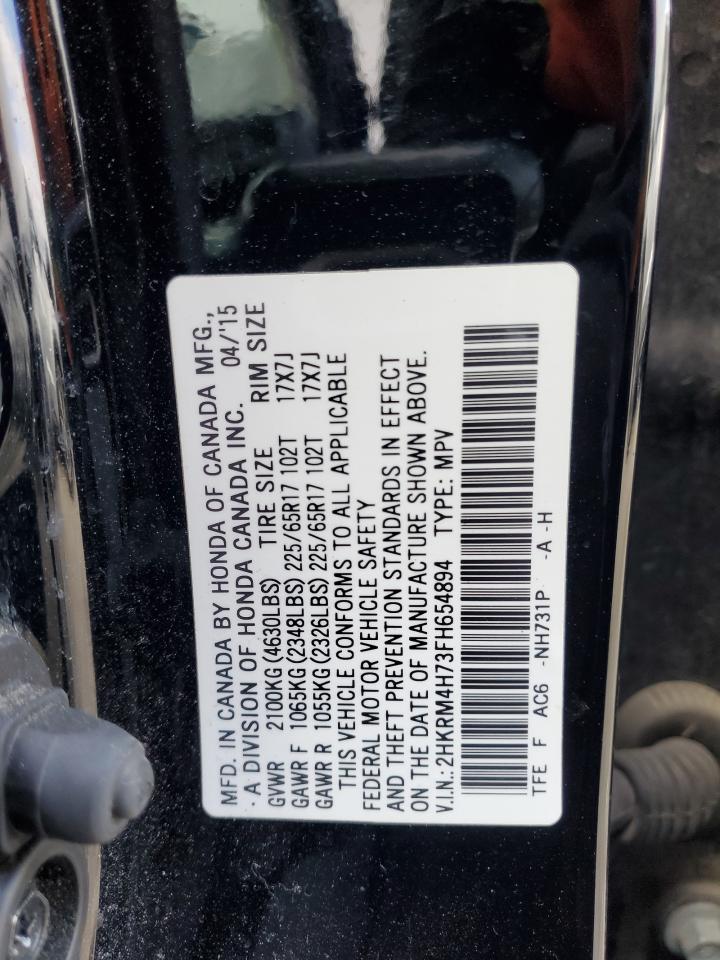 MFD. IN CANADA BY HONDA OF CANADA MFG.,
· A DIVISION OF HONDA CANADA INC. 04/'15
GVWR 2100KG(4630LBS) TIRE SIZE RIM SIZE
GAWR F 1065KG(2348LBS) 225/65R17 102T 17X7J
GAWR R 1055KG(2326LBS) 225/65R17 102T 17X7J
THIS VEHICLE CONFORMS TO ALL APPLICABLE
FEDERAL MOTOR VEHICLE SAFETY
AND THEFT PREVENTION STANDARDS IN EFFECT
ON THE DATE OF MANUFACTURE SHOWN ABOVE.
V.I.N.: 2HKRM4H73FH654894 TYPE: MPV
TFE F AC6 -NH731P -A -H